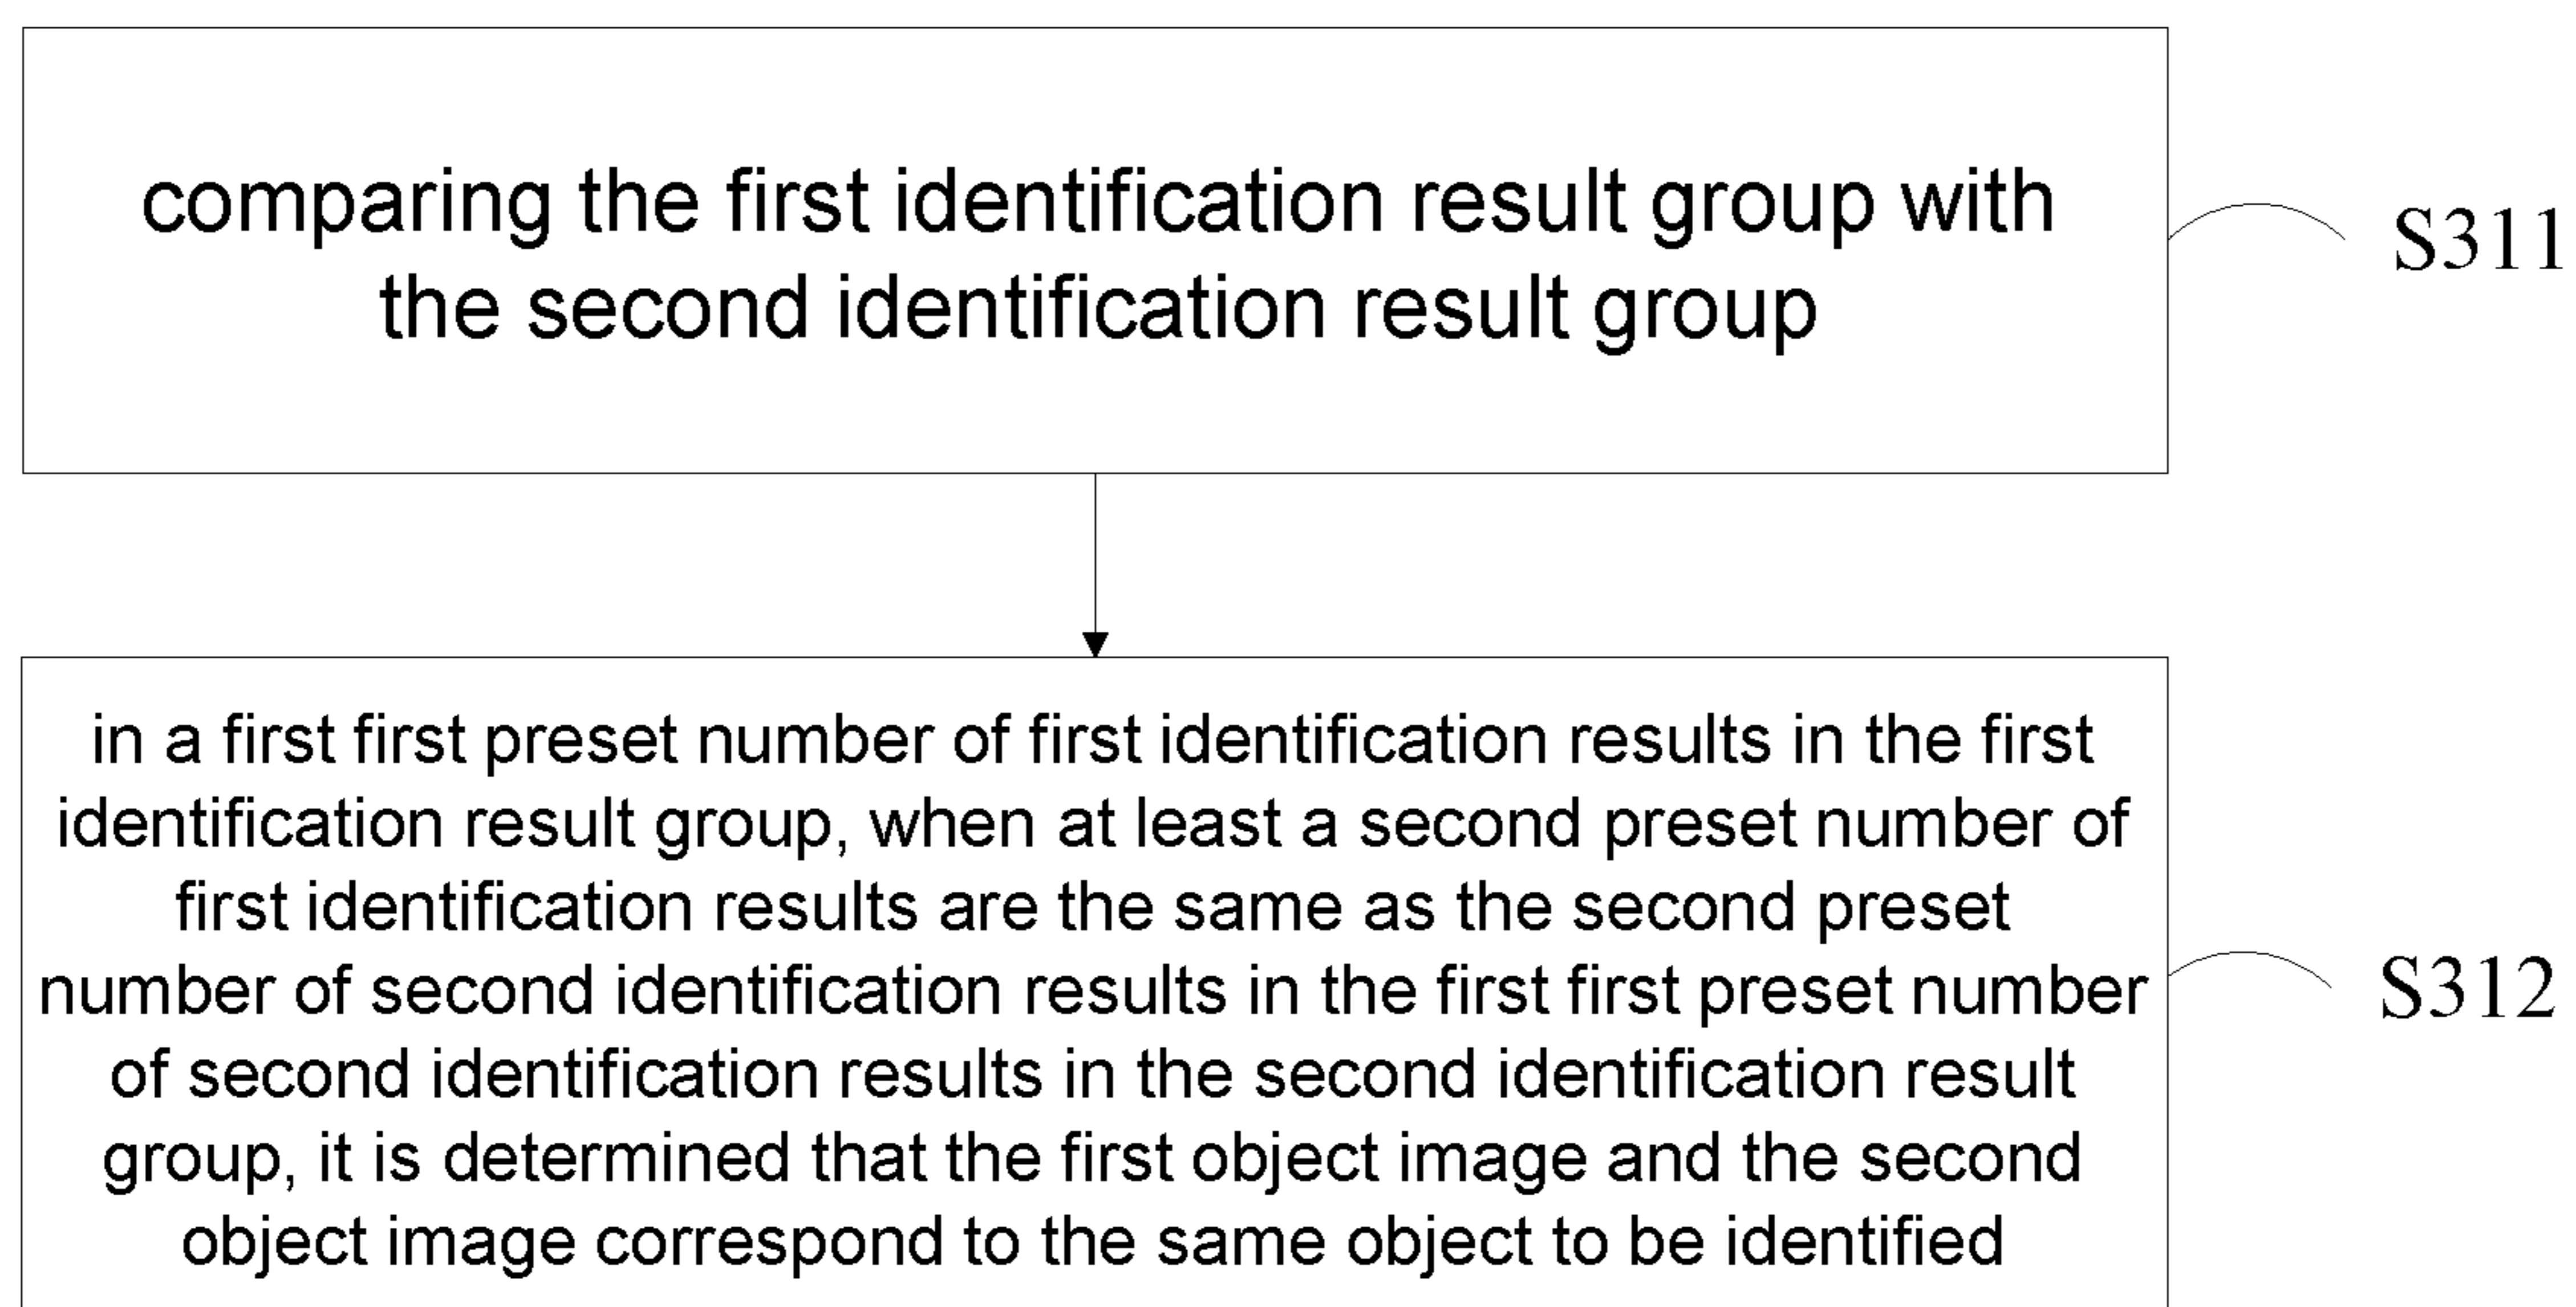 comparing the first identification result group with
the second identification result group
S311
in a first first preset number of first identification results in the first
identification result group, when at least a second preset number of
first identification results are the same as the second preset
number of second identification results in the first first preset number
of second identification results in the second identification result
group, it is determined that the first object image and the second
object image correspond to the same object to be identified
S312